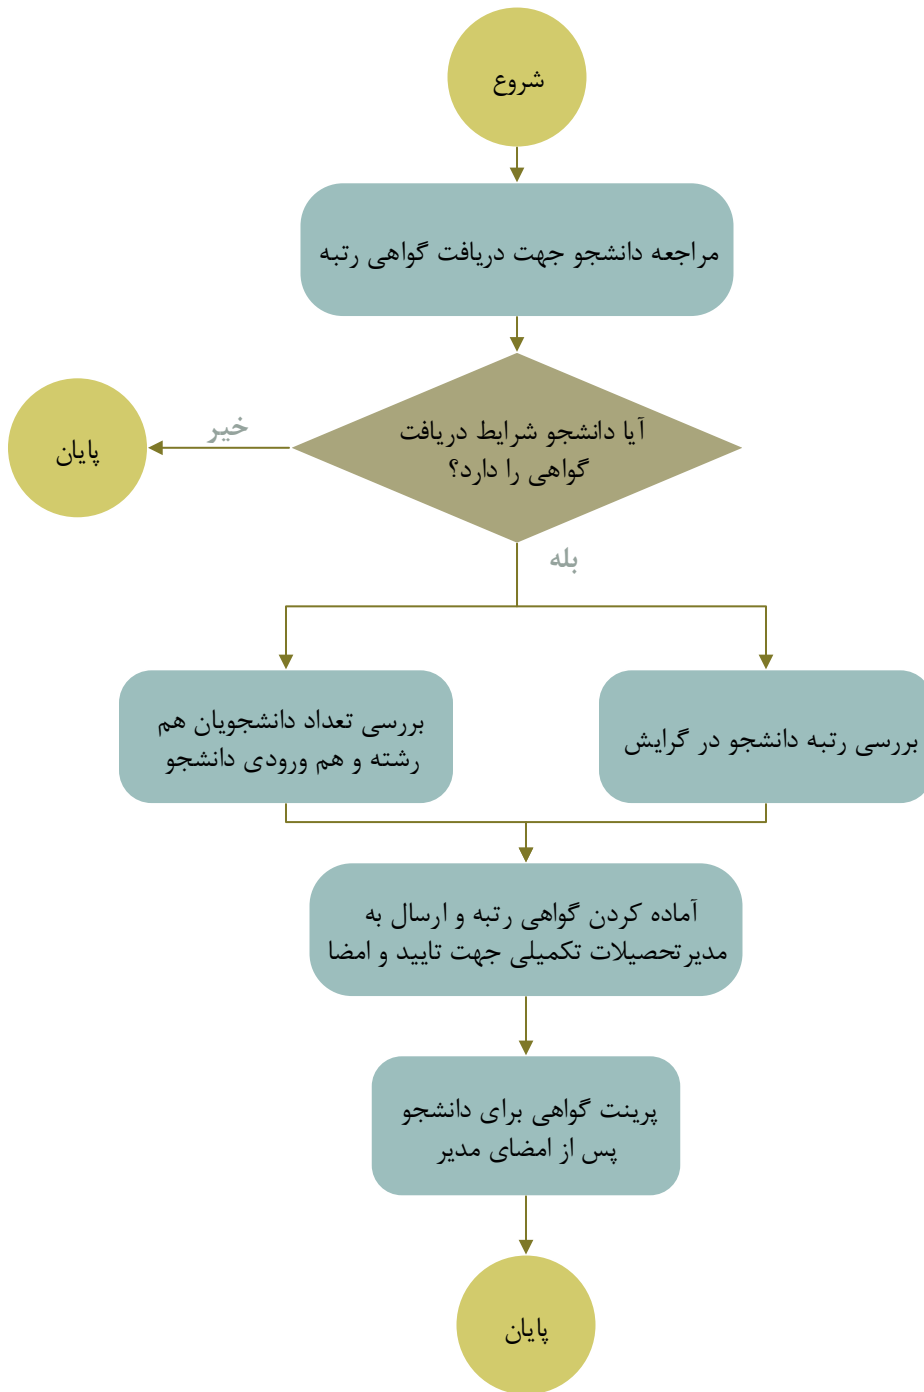 شروع
مراجعه دانشجو جهت دریافت گواهی رتبه
آیا دانشجو شرایط دریافت
گواهی را دارد؟
خیر
پایان
بله
بررسی رتبه دانشجو در گرایش
بررسی تعداد دانشجویان هم
رشته و هم ورودی دانشجو
آماده کردن گواهی رتبه و ارسال به
مدیرتحصیلات تکمیلی جهت تایید و امضا
پرینت گواهی برای دانشجو
پس از امضای مدیر
پایان